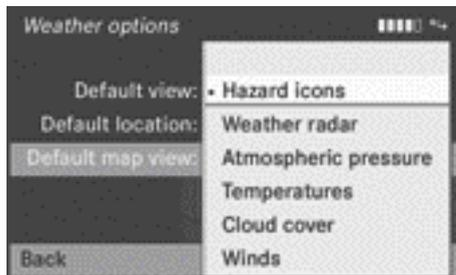 Weather options
Default view: • Hazard icons
Default location: Weather radar
Default map view: Atmospheric pressure
Temperatures
Cloud cover
Back Winds